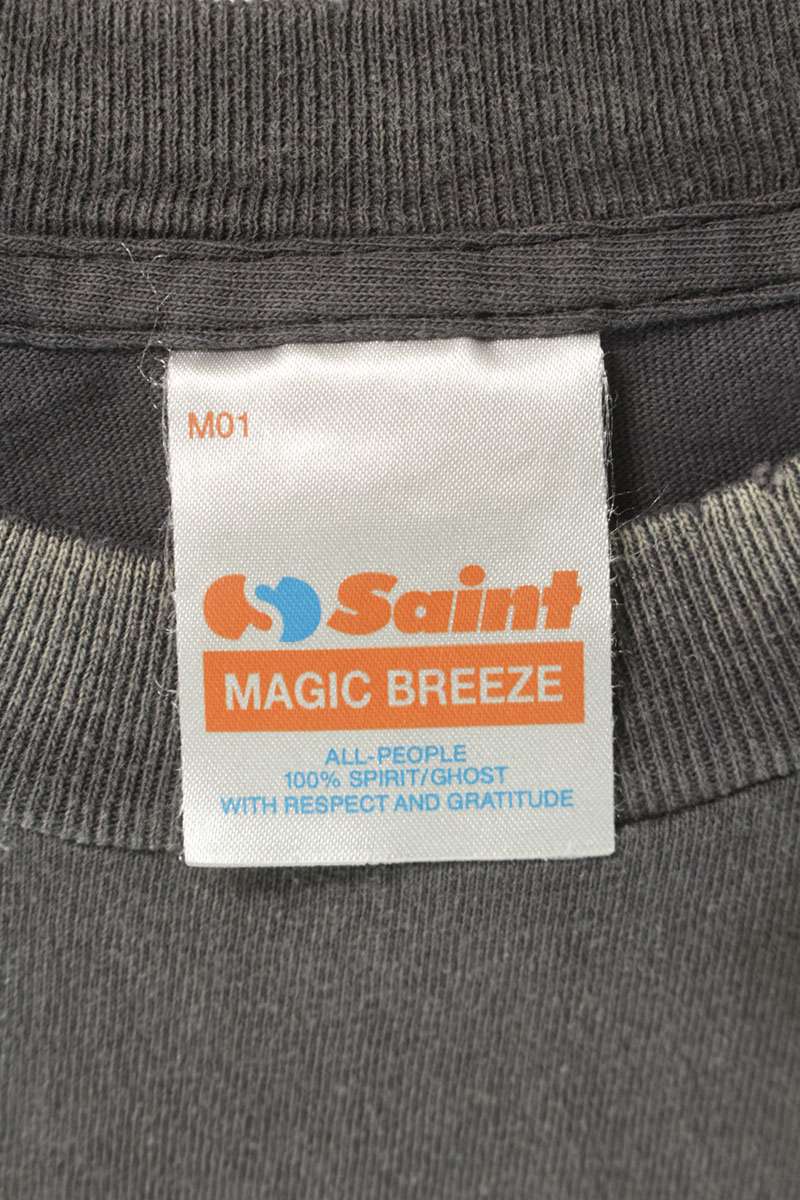 M01
Saint
MAGIC BREEZE
ALL-PEOPLE
100% SPIRIT/GHOST
WITH RESPECT AND GRATITUDE